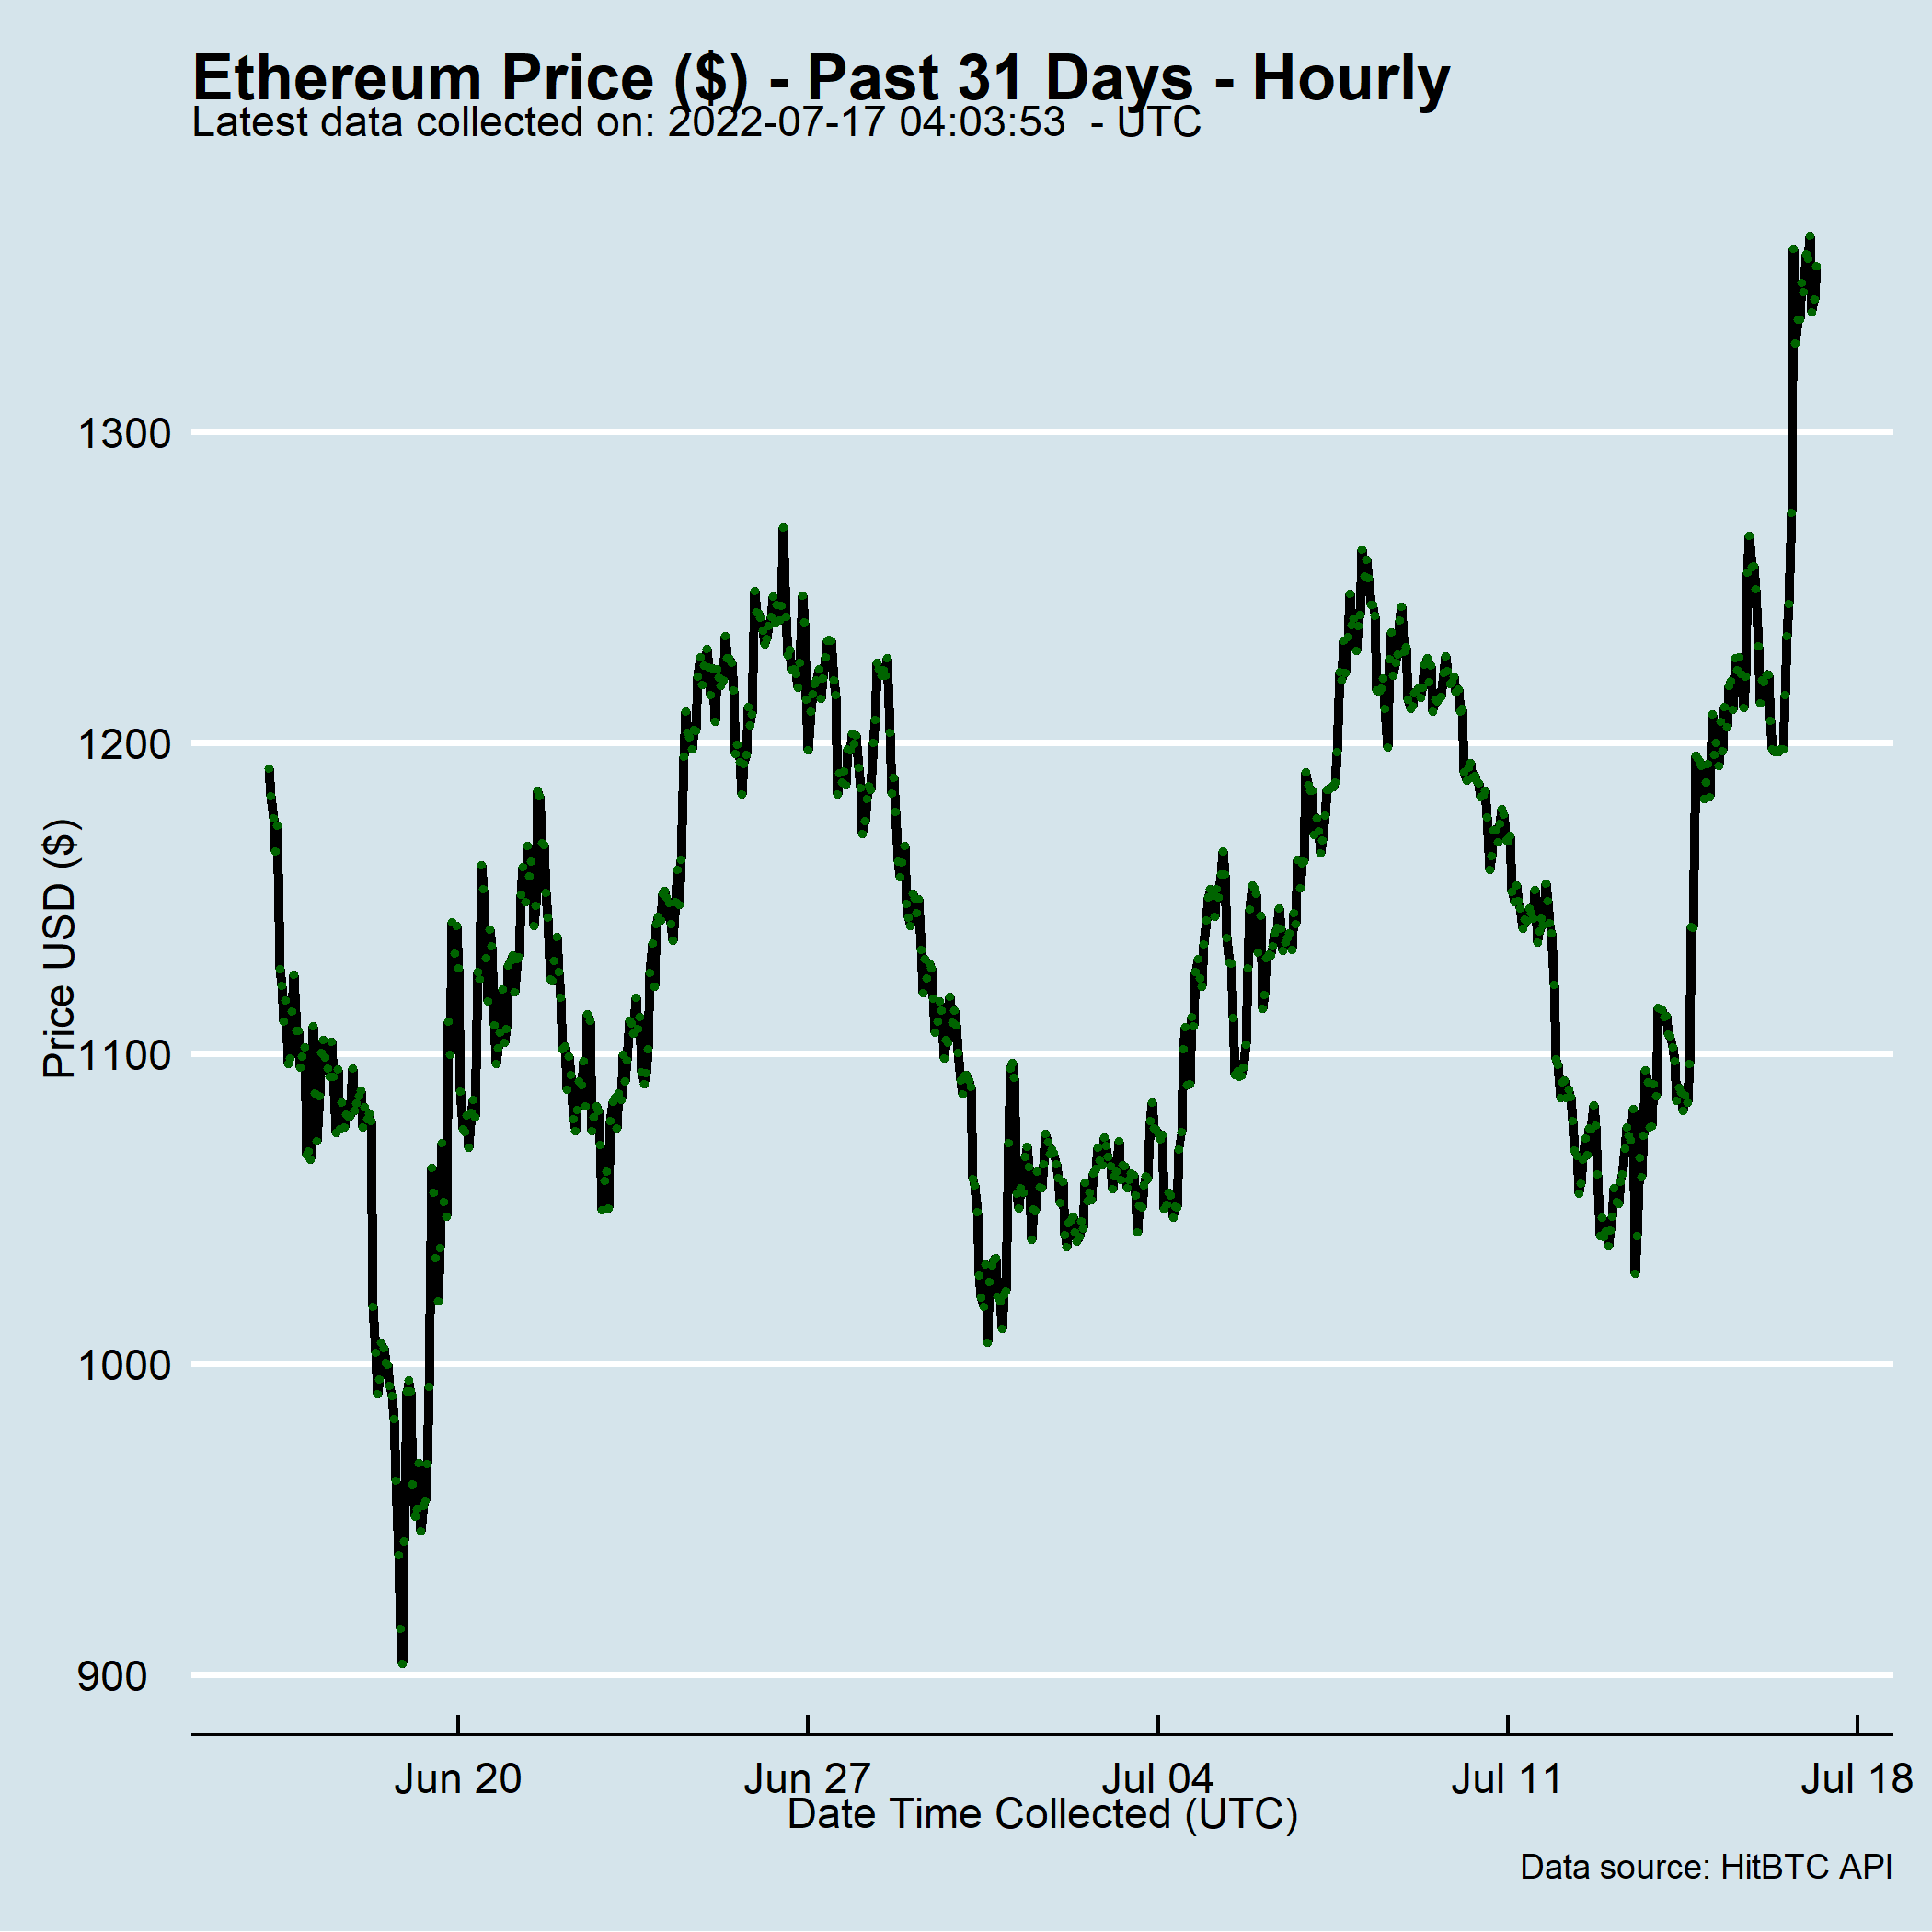 Ethereum Price ($) - Past 31 Days - Hourly
Latest data collected on: 2022-07-17 04:03:53  - UTC
Price USD ($)
1300
1200
1100
1000
900
Jun 20
Jun 27
Jul 04
Jul 11
Jul 18
Date Time Collected (UTC)
Data source: HitBTC API